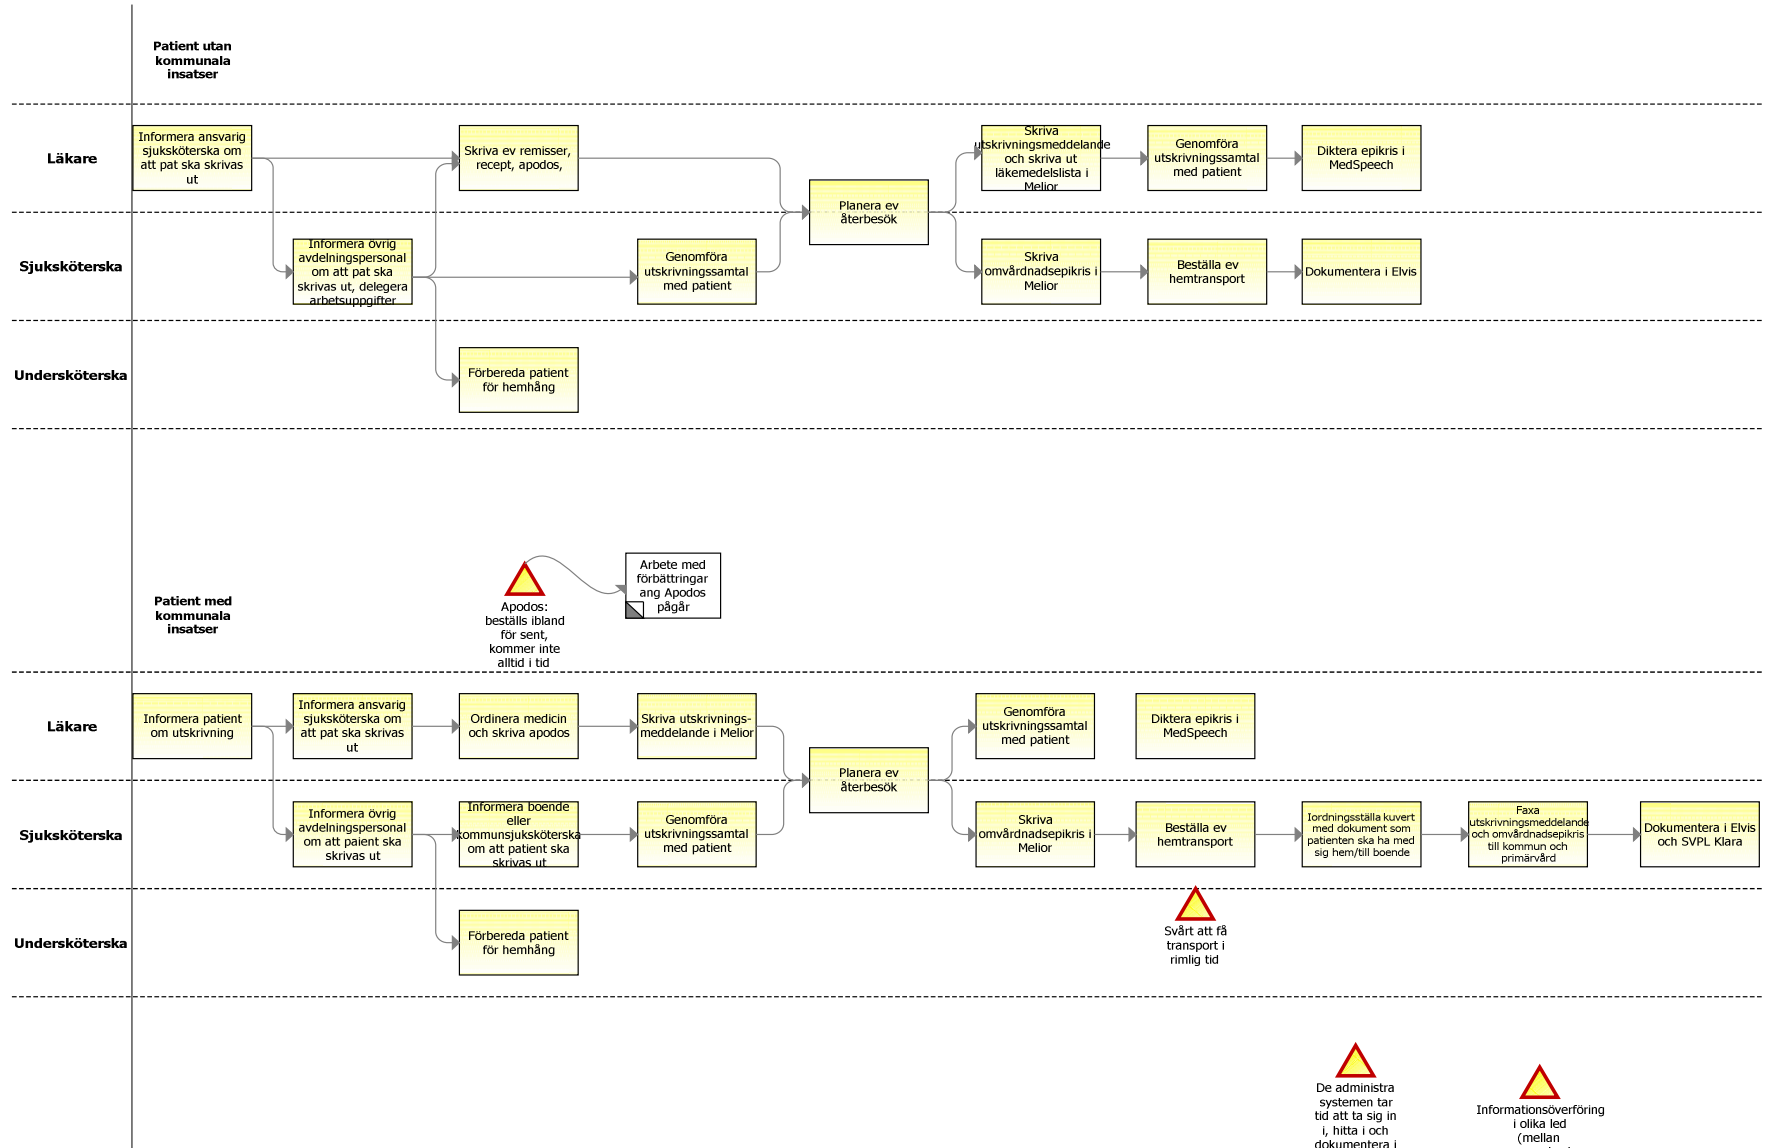 Patient utan
kommunala
insatser
Läkare
Informera ansvarig
sjuksköterska om
att pat ska skrivas
ut
Skriva ev remisser,
recept, apodos,
Skriva
utskrivningsmeddelande
och skriva ut
läkemedelslista i
Melior
Genomföra
utskrivningssamtal
med patient
Diktera epikris i
MedSpeech
Planera ev
återbesök
Sjuksköterska
Informera övrig
avdelningspersonal
om att pat ska
skrivas ut, delegera
arbetsuppgifter
Genomföra
utskrivningssamtal
med patient
Skriva
omvårdnadsepikris i
Melior
Beställa ev
hemtransport
Dokumentera i Elvis
Undersköterska
Förbereda patient
för hemhång
Patient med
kommunala
insatser
Apodos:
beställs ibland
för sent,
kommer inte
alltid i tid
Arbete med
förbättringar
ang Apodos
pågår
Läkare
Informera patient
om utskrivning
Informera ansvarig
sjuksköterska om
att pat ska skrivas
ut
Ordinera medicin
och skriva apodos
Skriva utskrivnings-
meddelande i Melior
Planera ev
återbesök
Genomföra
utskrivningssamtal
med patient
Diktera epikris i
MedSpeech
Sjuksköterska
Informera övrig
avdelningspersonal
om att paient ska
skrivas ut
Informera boende
eller
kommunsjuksköterska
om att patient ska
skrivas ut
Genomföra
utskrivningssamtal
med patient
Skriva
omvårdnadsepikris i
Melior
Beställa ev
hemtransport
Iordningsställa kuvert
med dokument som
patienten ska ha med
sig hem/till boende
Faxa
utskrivningsmeddelande
och omvårdnadsepikris
till kommun och
primärvård
Dokumentera i Elvis
och SVPL Klara
Undersköterska
Förbereda patient
för hemhång
Svårt att få
transport i
rimlig tid
De administra
systemen tar
tid att ta sig in
i, hitta i och
dokumentera i
Informationsöverföring
i olika led
(mellan